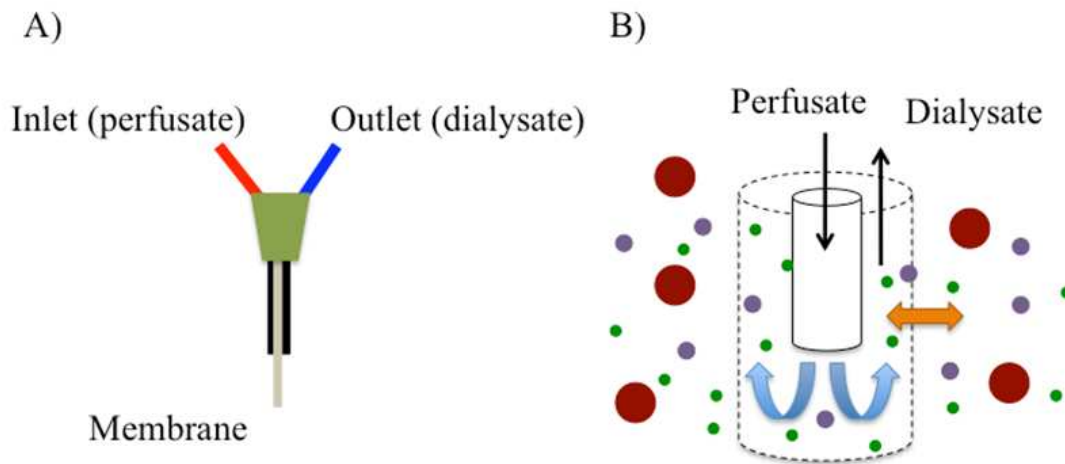 A)
Inlet (perfusate)
Outlet (dialysate)
Membrane
B)
Perfusate
Dialysate